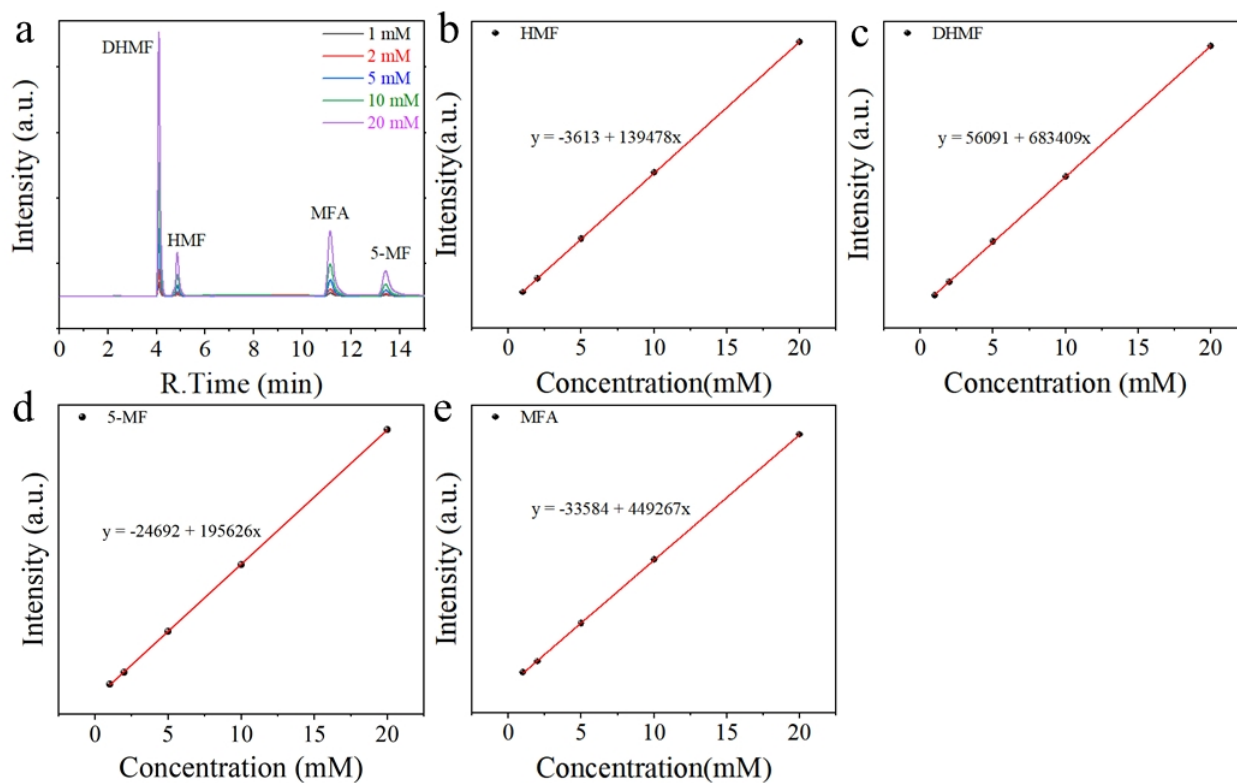 a
DHMF
HMF
MFA
5-MF
1 mM
2 mM
5 mM
10 mM
20 mM
Intensity (a.u.)
0 2 4 6 8 10 12 14
R.Time (min)
b
HMF
y = -3613 + 139478x
Intensity(a.u.)
0 5 10 15 20
Concentration(mM)
c
DHMF
y = 56091 + 683409x
Intensity (a.u.)
0 5 10 15 20
Concentration (mM)
d
5-MF
y = -24692 + 195626x
Intensity (a.u.)
0 5 10 15 20
Concentration (mM)
e
MFA
y = -33584 + 449267x
Intensity (a.u.)
0 5 10 15 20
Concentration(mM)